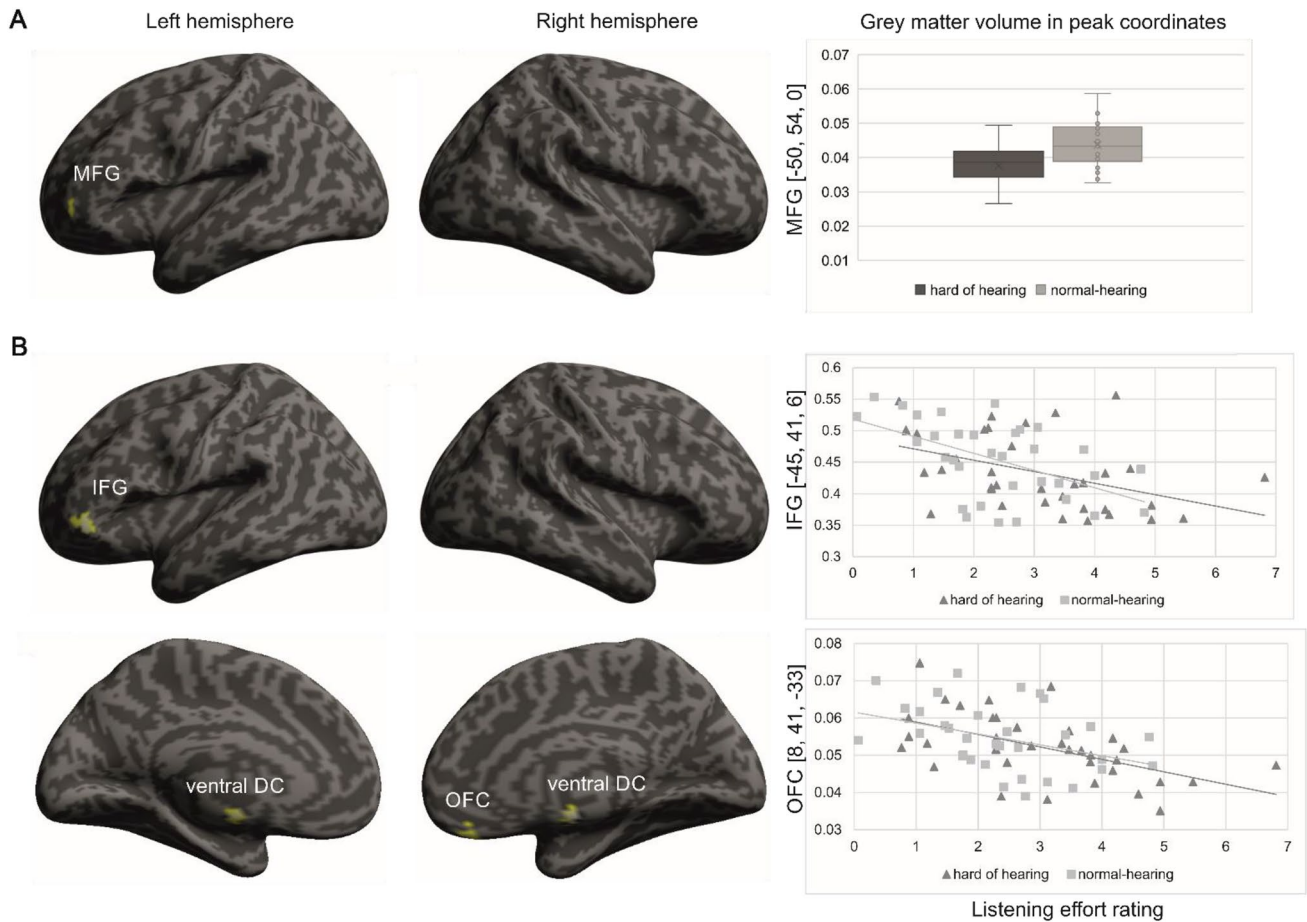 A
Left hemisphere
Right hemisphere
Grey matter volume in peak coordinates
MFG
MFG [-50, 54, 0]
0.07
0.06
0.05
0.04
0.03
0.02
0.01
hard of hearing normal-hearing
B
IFG
IFG [-45, 41, 6]
0.6
0.55
0.5
0.45
0.4
0.35
0.3
0 1 2 3 4 5 6 7
hard of hearing normal-hearing
ventral DC
OFC
ventral DC
OFC [8, 41, -33]
0.08
0.07
0.06
0.05
0.04
0.03
0 1 2 3 4 5 6 7
hard of hearing normal-hearing
Listening effort rating